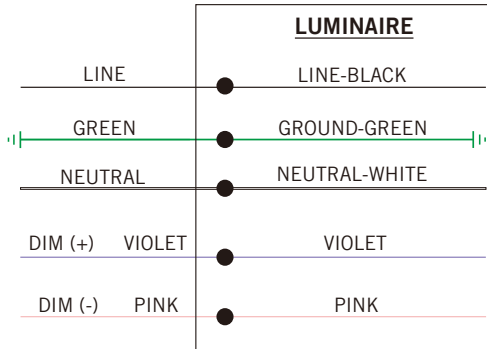 LUMINAIRE
LINE LINE-BLACK
GREEN GROUND-GREEN
NEUTRAL NEUTRAL-WHITE
DIM (+) VIOLET VIOLET
DIM (-) PINK PINK